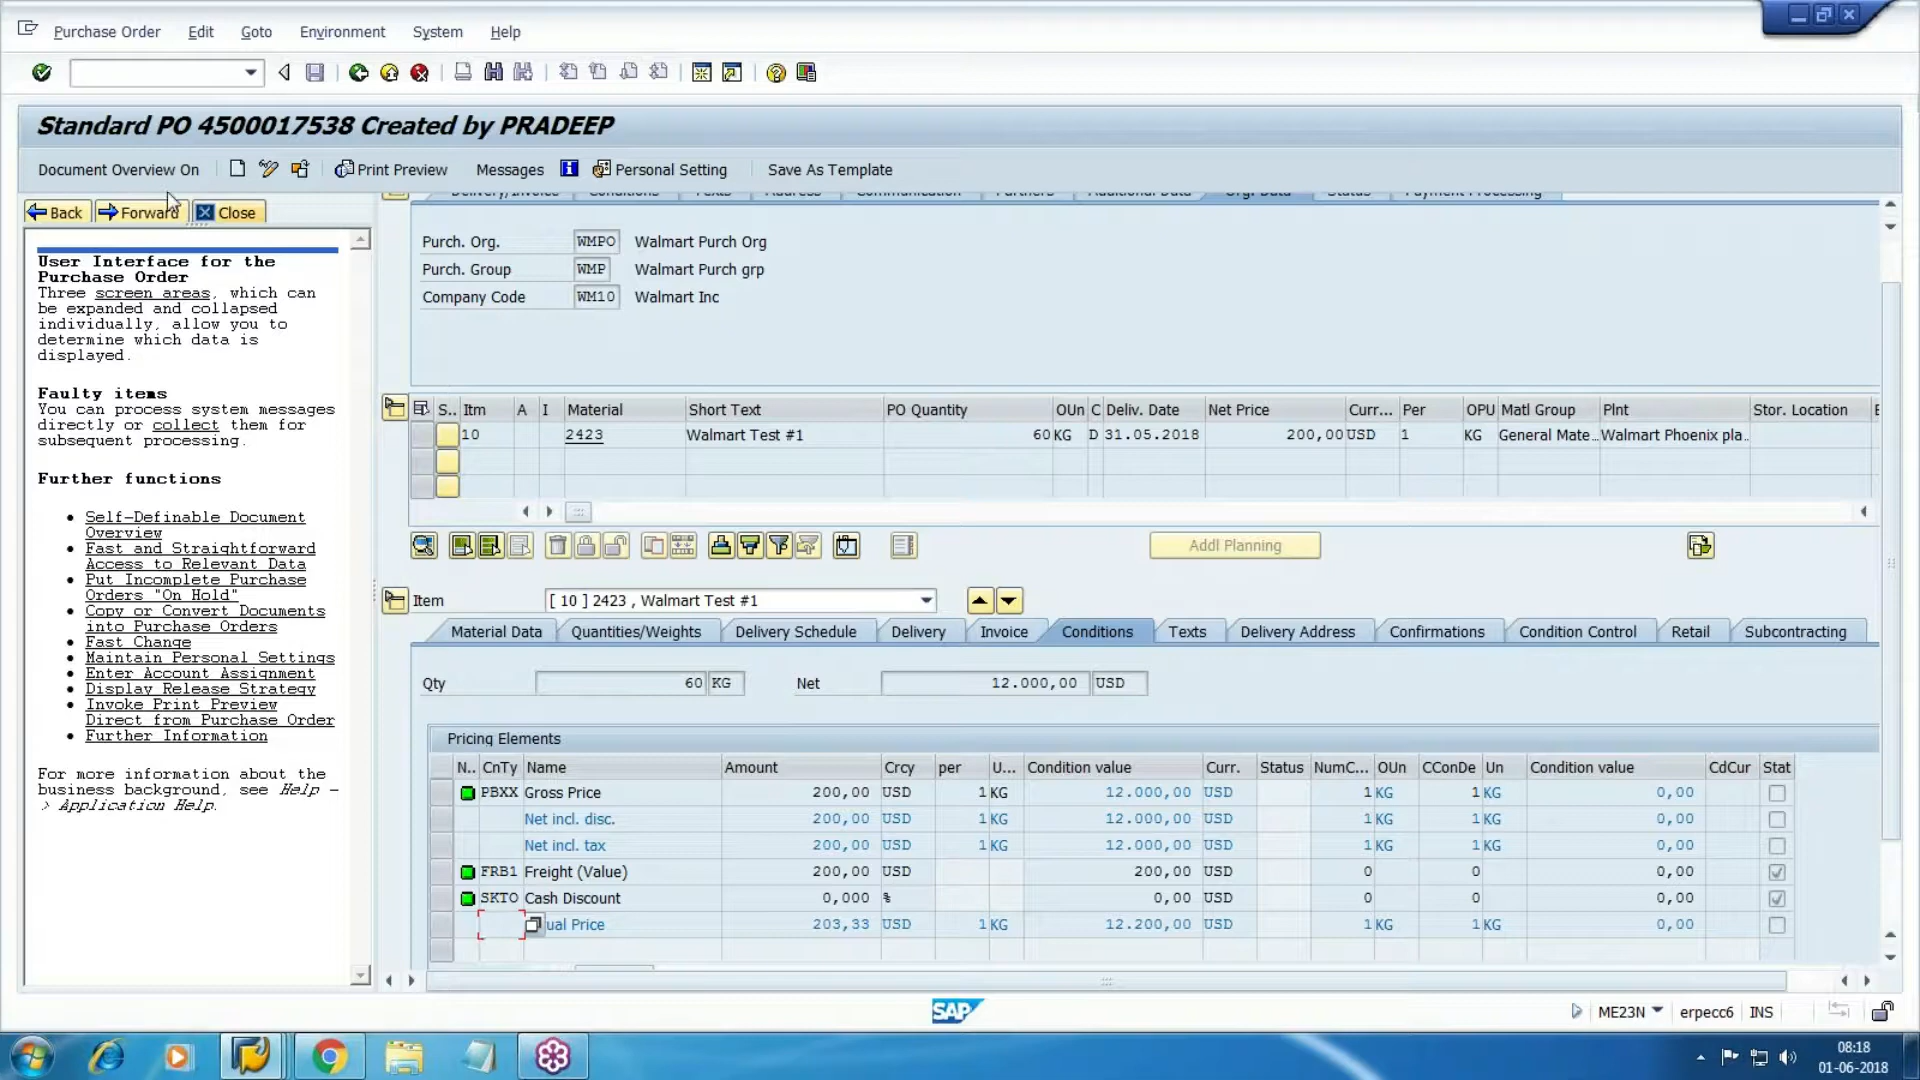 Purchase Order Edit Goto Environment System Help
Standard PO 4500017538 Created by PRADEEP
Document Overview On Print Preview Messages Personal Setting Save As Template
Back Forward Close
User Interface for the
Purchase Order
Three screen areas, which can
be expanded and collapsed
individually, allow you to
determine which data is
displayed.
Faulty items
You can process system messages
directly or collect them for
subsequent processing.
Further functions
• Self-Definable Document
Overview
• Fast and Straightforward
Access to Relevant Data
• Put Incomplete Purchase
Orders "On Hold"
• Copy or Convert Documents
into Purchase Orders
• Fast Change
• Maintain Personal Settings
• Enter Account Assignment
• Display Release Strategy
• Invoke Print Preview
Direct from Purchase Order
• Further Information
For more information about the
business background, see Help -
> Application Help.
Delivery/Invoice Conditions Texts Address Communication Partners Additional Data Org. Data Status Payment Processing
Purch. Org. WMPO Walmart Purch Org
Purch. Group WMP Walmart Purch grp
Company Code WM10 Walmart Inc
S.. Itm A I Material Short Text PO Quantity OUn C Deliv. Date Net Price Curr... Per OPU Matl Group Plnt Stor. Location
10 2423 Walmart Test #1 60 KG D 31.05.2018 200,00 USD 1 KG General Mate... Walmart Phoenix pla..
Addl Planning
Item [ 10 ] 2423 , Walmart Test #1
Material Data Quantities/Weights Delivery Schedule Delivery Invoice Conditions Texts Delivery Address Confirmations Condition Control Retail Subcontracting
Qty 60 KG Net 12.000,00 USD
Pricing Elements
N.. CnTy Name Amount Crcy per U... Condition value Curr. Status NumC... OUn CConDe Un Condition value CdCur Stat
PBXX Gross Price 200,00 USD 1 KG 12.000,00 USD 1 KG 1 KG 0,00
Net incl. disc. 200,00 USD 1 KG 12.000,00 USD 1 KG 1 KG 0,00
Net incl. tax 200,00 USD 1 KG 12.000,00 USD 1 KG 1 KG 0,00
FRB1 Freight (Value) 200,00 USD 200,00 USD 0 0 0,00
SKTO Cash Discount 0,000 % 0,00 USD 0 0 0,00
ual Price 203,33 USD 1 KG 12.200,00 USD 1 KG 1 KG 0,00
SAP ME23N erpecc6 INS
08:18
01-06-2018